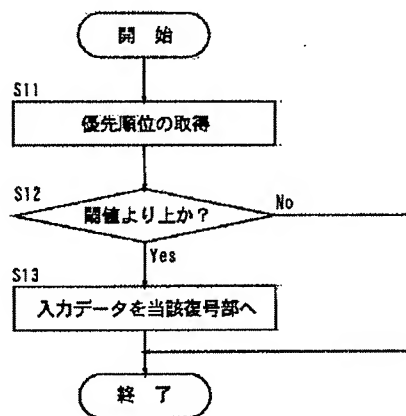 開 始
S11
優先順位の取得
S12
閾値より上か?
No
Yes
S13
入力データを当該復号部へ
終 了